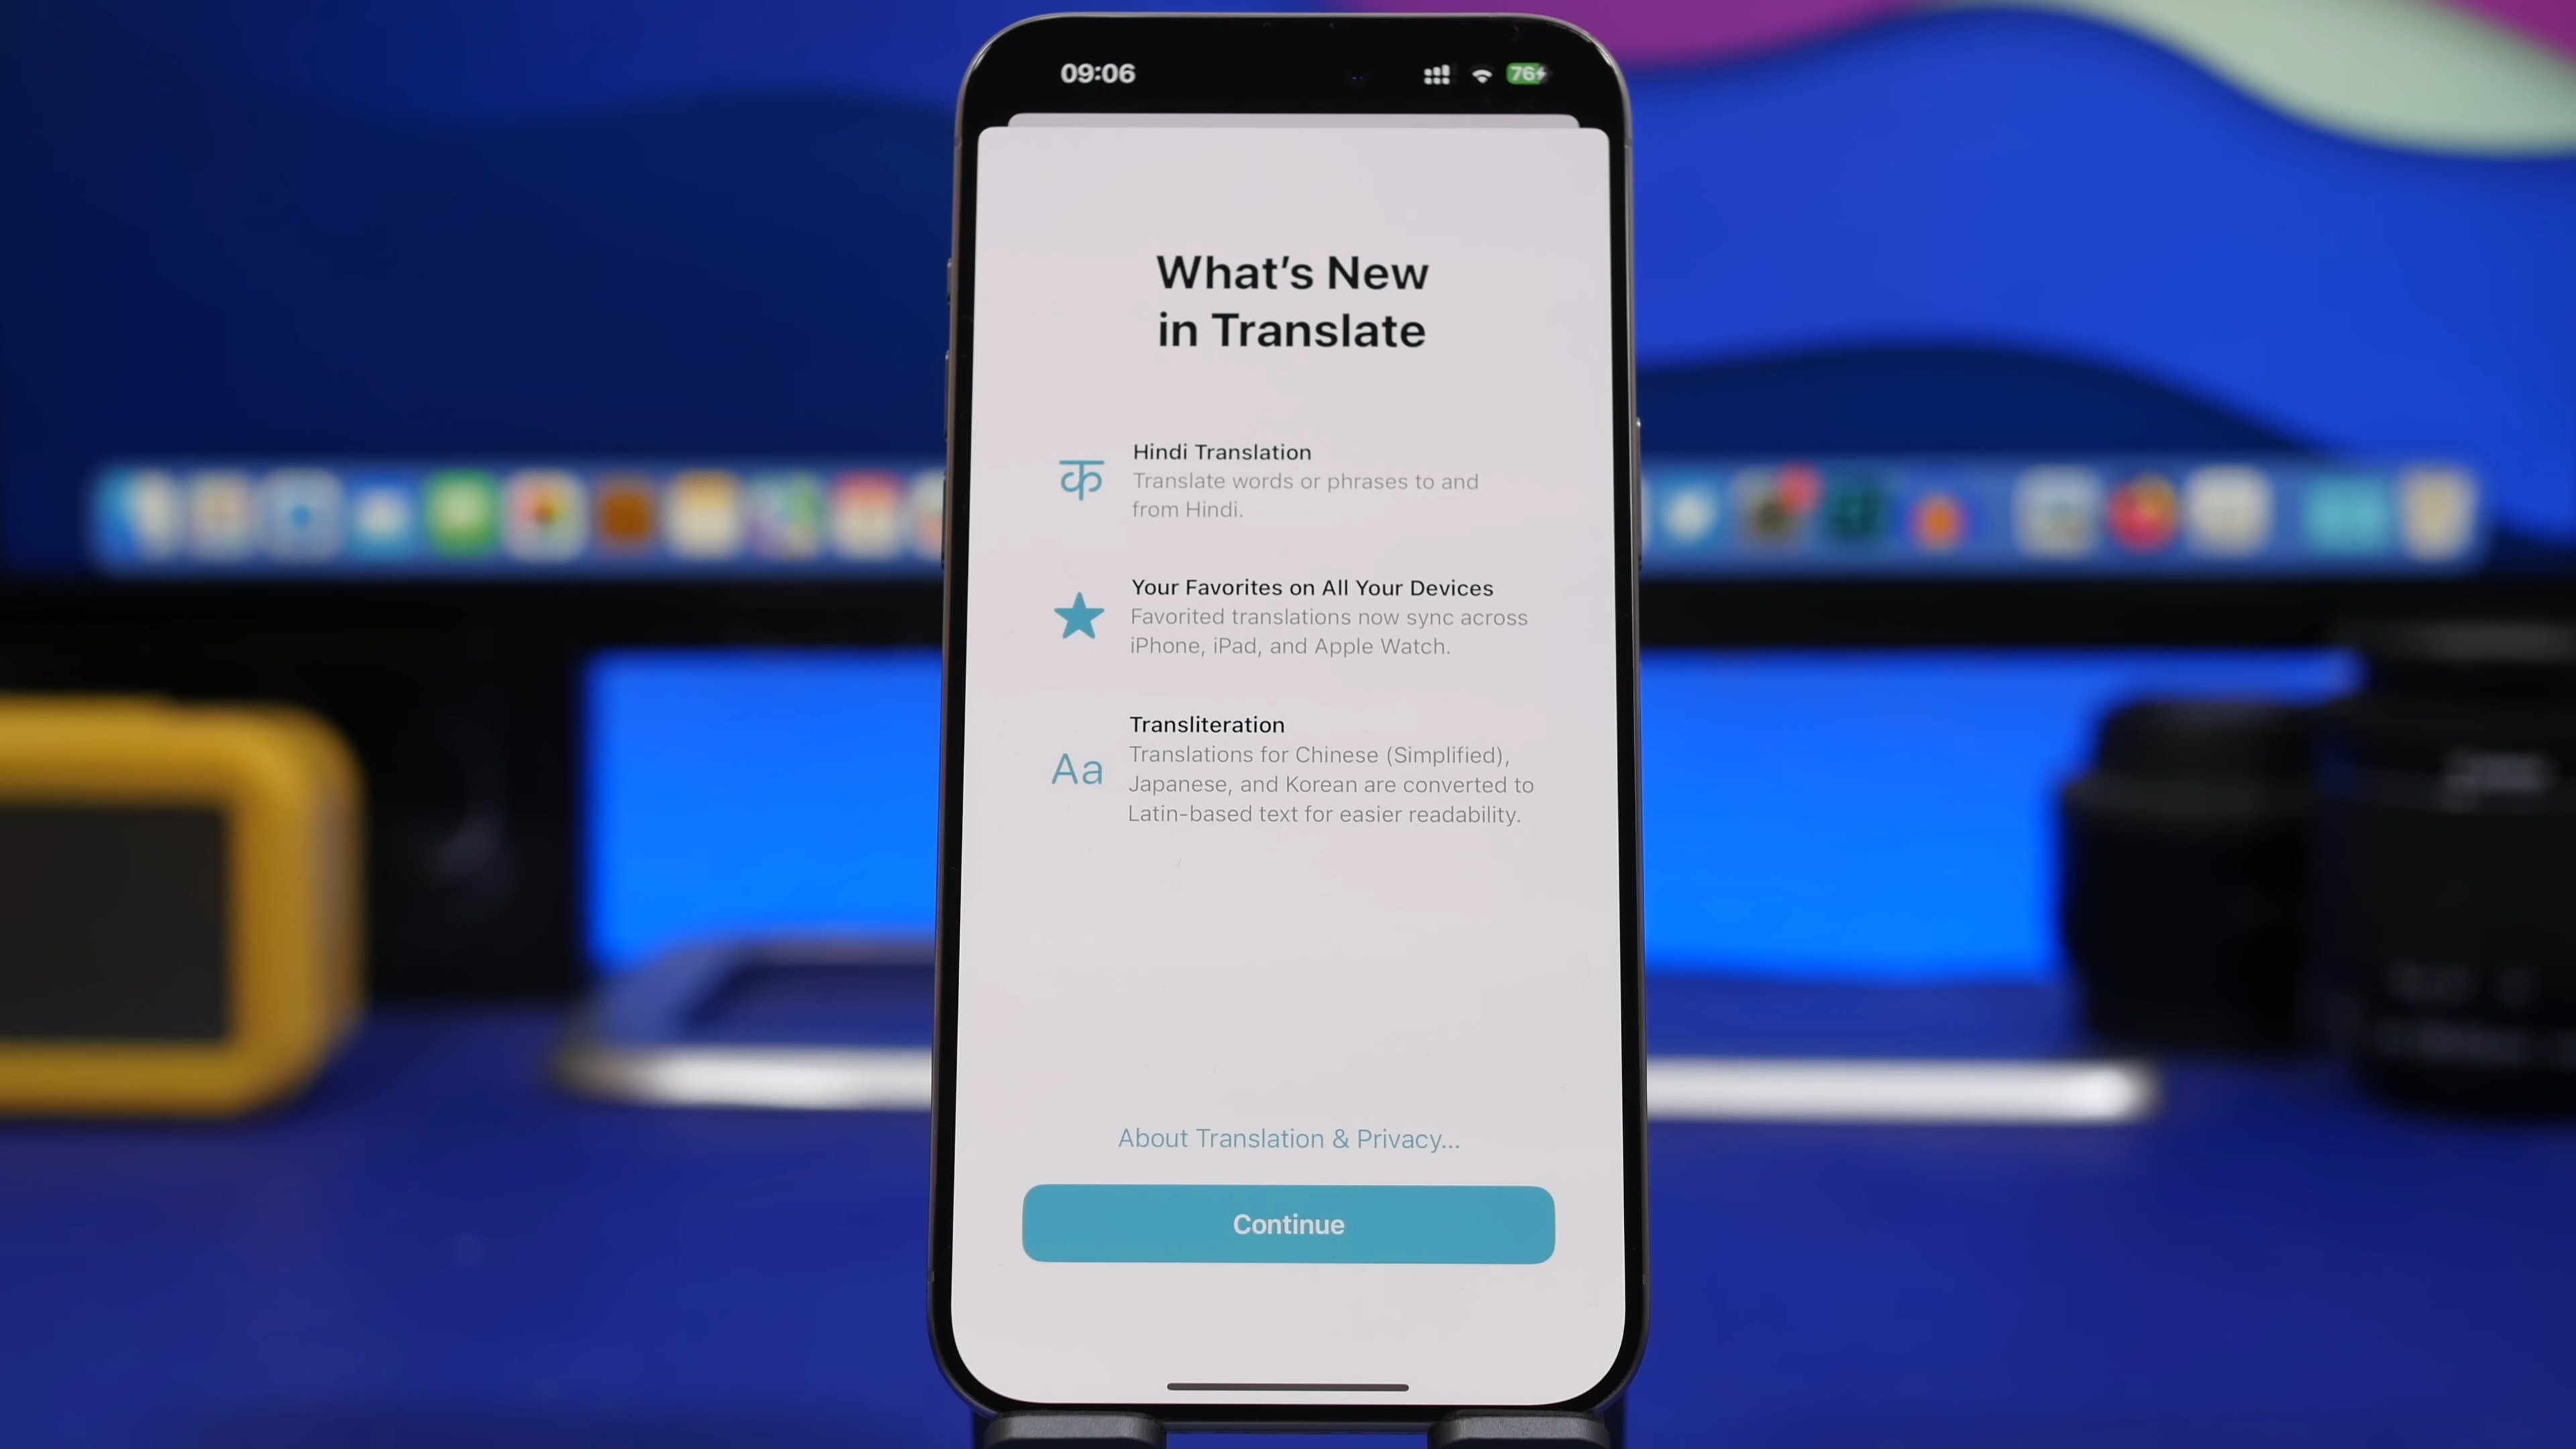 09:06
76
What's New
in Translate
क
Hindi Translation
Translate words or phrases to and
from Hindi.
Your Favorites on All Your Devices
Favorited translations now sync across
iPhone, iPad, and Apple Watch.
Aa
Transliteration
Translations for Chinese (Simplified),
Japanese, and Korean are converted to
Latin-based text for easier readability.
About Translation & Privacy...
Continue